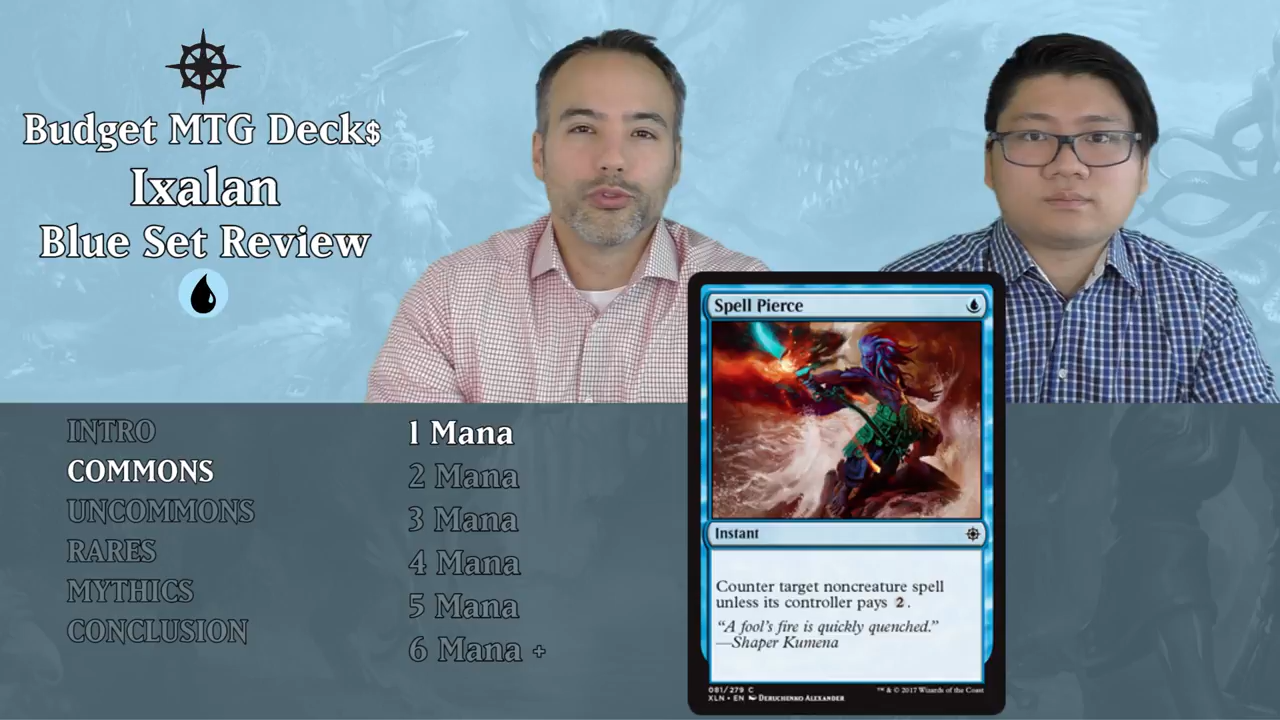 Budget MTG Deck$
Ixalan
Blue Set Review
INTRO
COMMONS
UNCOMMONS
RARES
MYTHICS
CONCLUSION
1 Mana
2 Mana
3 Mana
4 Mana
5 Mana
6 Mana +
Spell Pierce
Instant
Counter target noncreature spell
unless its controller pays 2.
“A fool's fire is quickly quenched.”
—Shaper Kumena
081/279 C
XLN • EN Deruchenko Alexander
™ & © 2017 Wizards of the Coast